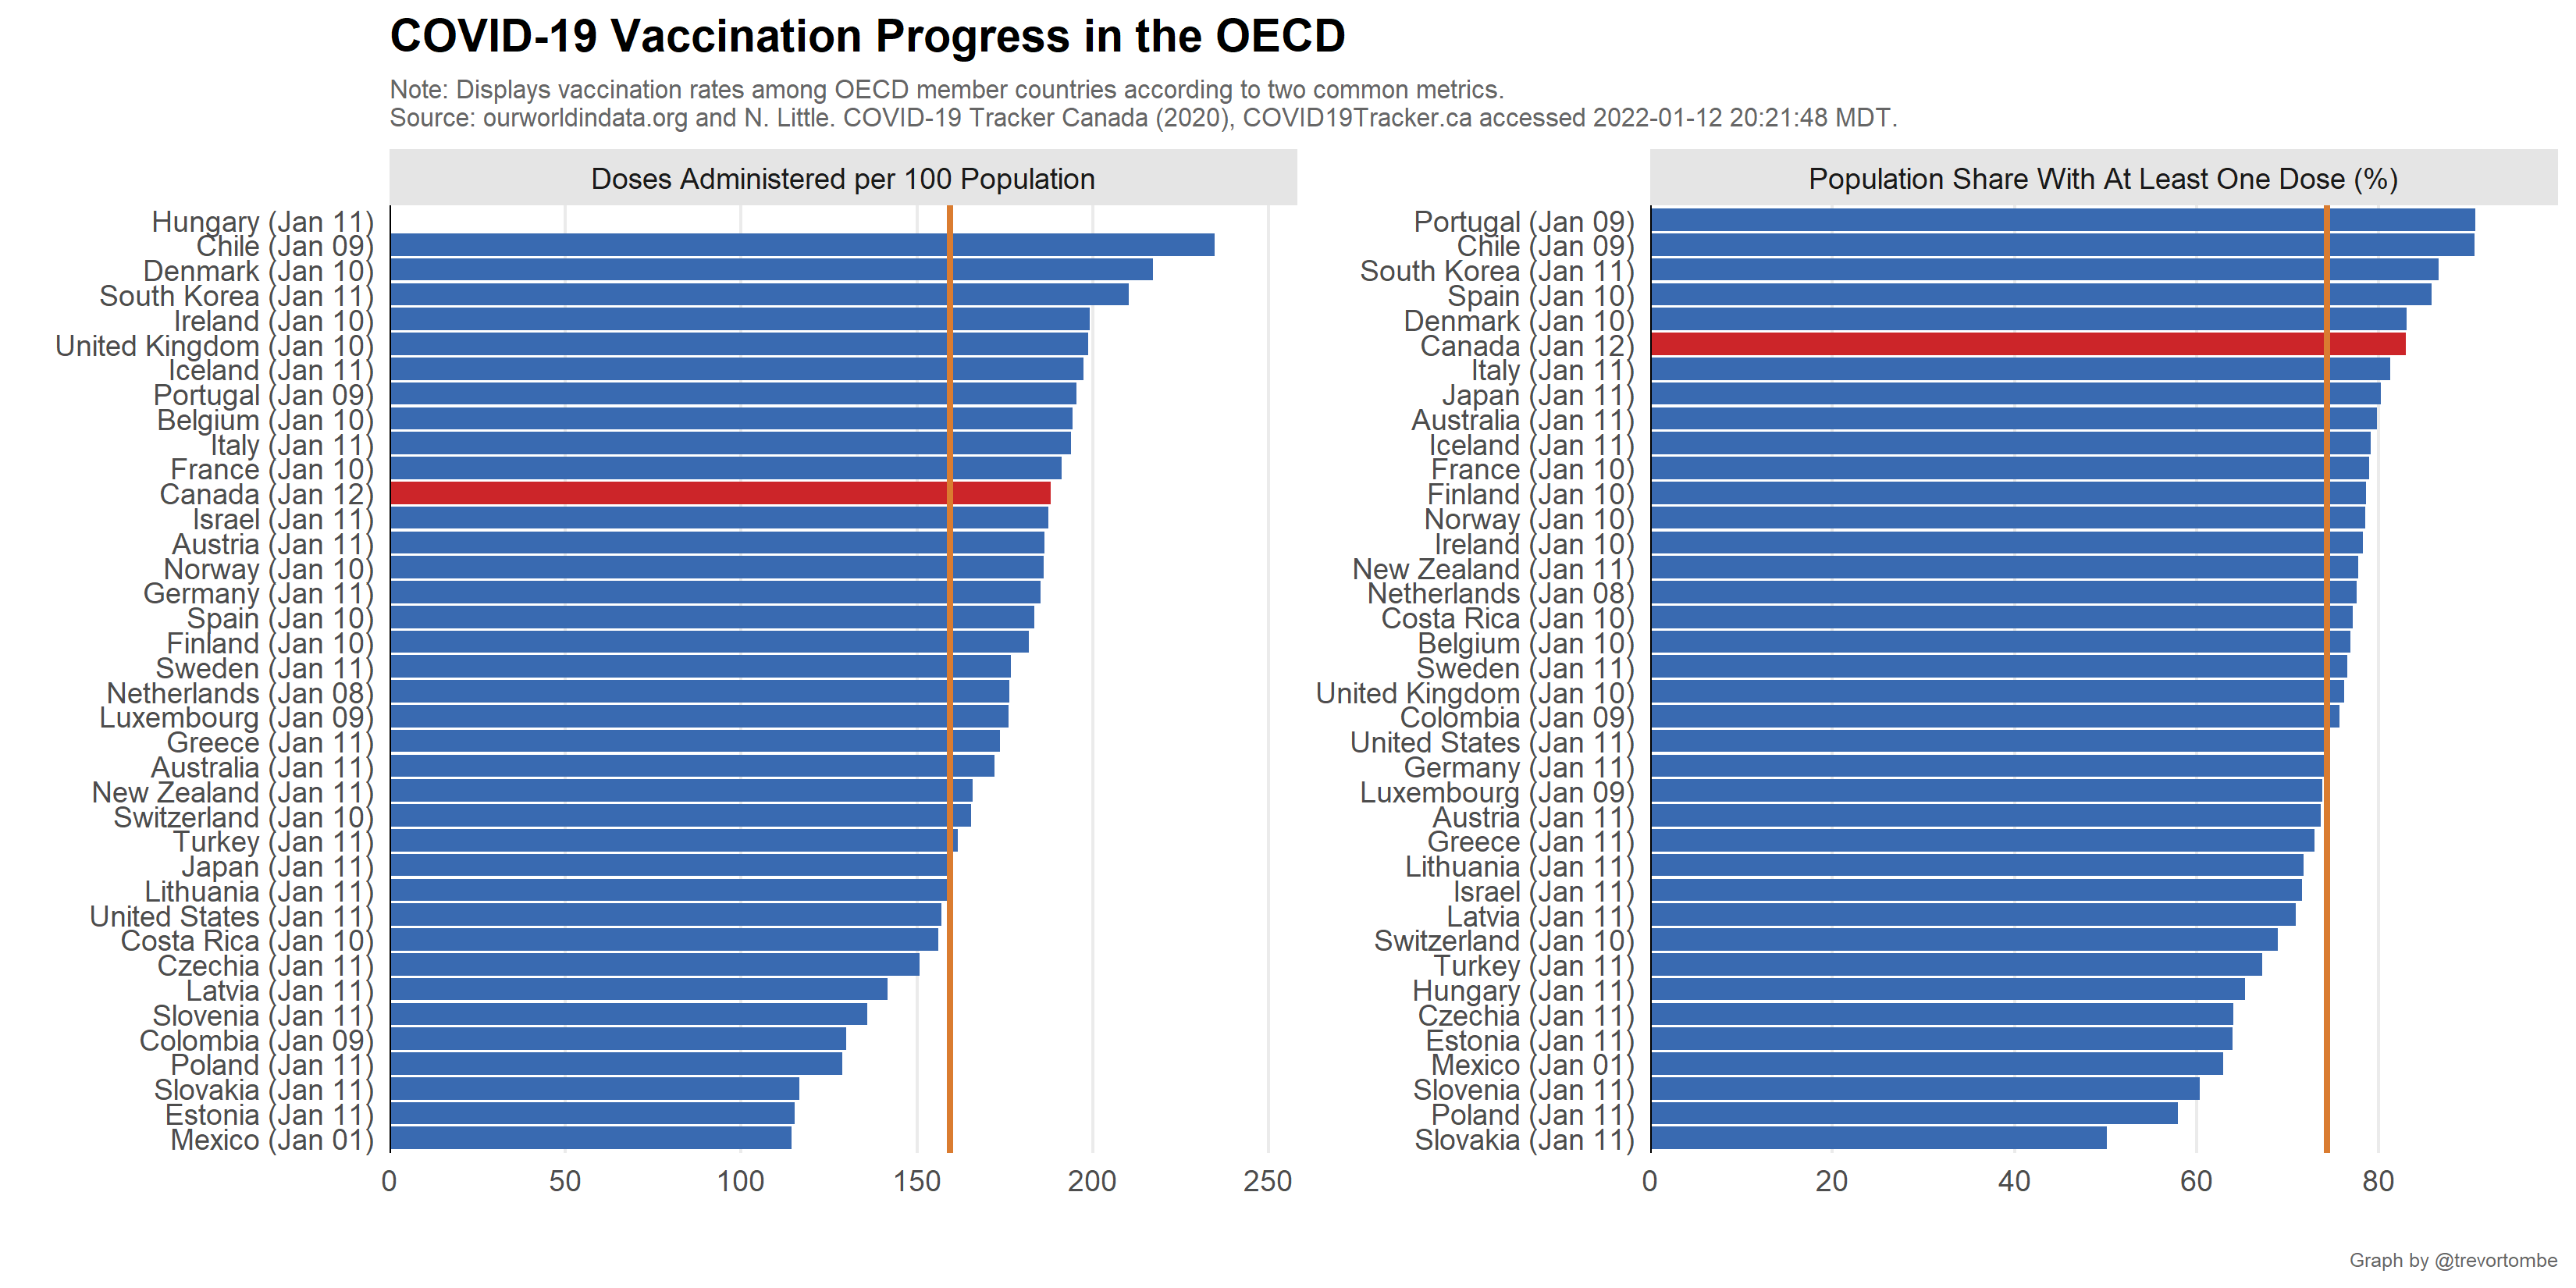 COVID-19 Vaccination Progress in the OECD
Note: Displays vaccination rates among OECD member countries according to two common metrics.
Source: ourworldindata.org and N. Little. COVID-19 Tracker Canada (2020), COVID19Tracker.ca accessed 2022-01-12 20:21:48 MDT.
Doses Administered per 100 Population
Hungary (Jan 11)
Chile (Jan 09)
Denmark (Jan 10)
South Korea (Jan 11)
Ireland (Jan 10)
United Kingdom (Jan 10)
Iceland (Jan 11)
Portugal (Jan 09)
Belgium (Jan 10)
Italy (Jan 11)
France (Jan 10)
Canada (Jan 12)
Israel (Jan 11)
Austria (Jan 11)
Norway (Jan 10)
Germany (Jan 11)
Spain (Jan 10)
Finland (Jan 10)
Sweden (Jan 11)
Netherlands (Jan 08)
Luxembourg (Jan 09)
Greece (Jan 11)
Australia (Jan 11)
New Zealand (Jan 11)
Switzerland (Jan 10)
Turkey (Jan 11)
Japan (Jan 11)
Lithuania (Jan 11)
United States (Jan 11)
Costa Rica (Jan 10)
Czechia (Jan 11)
Latvia (Jan 11)
Slovenia (Jan 11)
Colombia (Jan 09)
Poland (Jan 11)
Slovakia (Jan 11)
Estonia (Jan 11)
Mexico (Jan 01)
0 50 100 150 200 250
Population Share With At Least One Dose (%)
Portugal (Jan 09)
Chile (Jan 09)
South Korea (Jan 11)
Spain (Jan 10)
Denmark (Jan 10)
Canada (Jan 12)
Italy (Jan 11)
Japan (Jan 11)
Australia (Jan 11)
Iceland (Jan 11)
France (Jan 10)
Finland (Jan 10)
Norway (Jan 10)
Ireland (Jan 10)
New Zealand (Jan 11)
Netherlands (Jan 08)
Costa Rica (Jan 10)
Belgium (Jan 10)
Sweden (Jan 11)
United Kingdom (Jan 10)
Colombia (Jan 09)
United States (Jan 11)
Germany (Jan 11)
Luxembourg (Jan 09)
Austria (Jan 11)
Greece (Jan 11)
Lithuania (Jan 11)
Israel (Jan 11)
Latvia (Jan 11)
Switzerland (Jan 10)
Turkey (Jan 11)
Hungary (Jan 11)
Czechia (Jan 11)
Estonia (Jan 11)
Mexico (Jan 01)
Slovenia (Jan 11)
Poland (Jan 11)
Slovakia (Jan 11)
0 20 40 60 80
Graph by @trevortombe